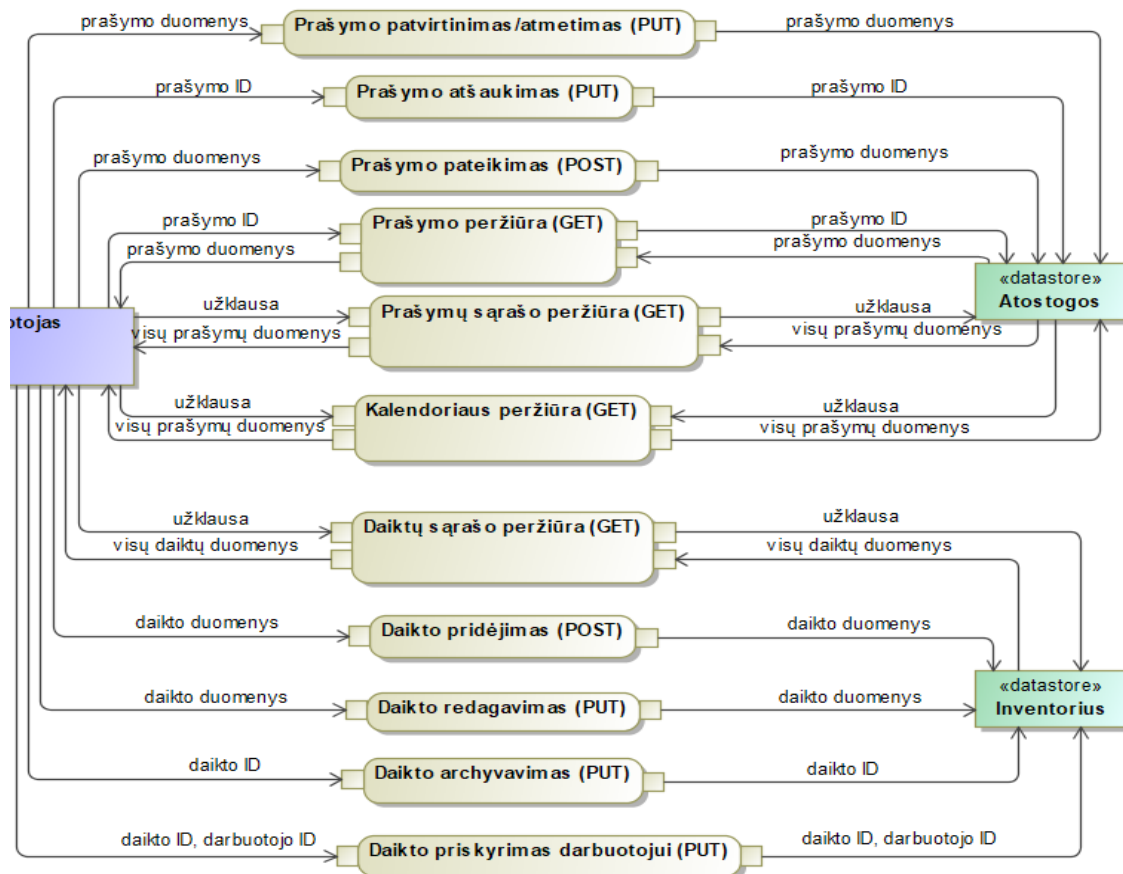 prašymo duomenys
Prašymo patvirtinimas/atmetimas (PUT)
prašymo duomenys
prašymo ID
Prašymo atšaukimas (PUT)
prašymo ID
prašymo duomenys
Prašymo pateikimas (POST)
prašymo duomenys
prašymo ID
Prašymo peržiūra (GET)
prašymo ID
prašymo duomenys
prašymo duomenys
«datastore»
Atostogos
otojas
užklausa
Prašymų sąrašo peržiūra (GET)
užklausa
visų prašymų duomenys
visų prašymų duomenys
užklausa
Kalendoriaus peržiūra (GET)
užklausa
visų prašymų duomenys
visų prašymų duomenys
užklausa
Daiktų sąrašo peržiūra (GET)
užklausa
visų daiktų duomenys
visų daiktų duomenys
daikto duomenys
Daikto pridėjimas (POST)
daikto duomenys
«datastore»
Inventorius
daikto duomenys
Daikto redagavimas (PUT)
daikto duomenys
daikto ID
Daikto archyvavimas (PUT)
daikto ID
daikto ID, darbuotojo ID
Daikto priskyrimas darbuotojui (PUT)
daikto ID, darbuotojo ID